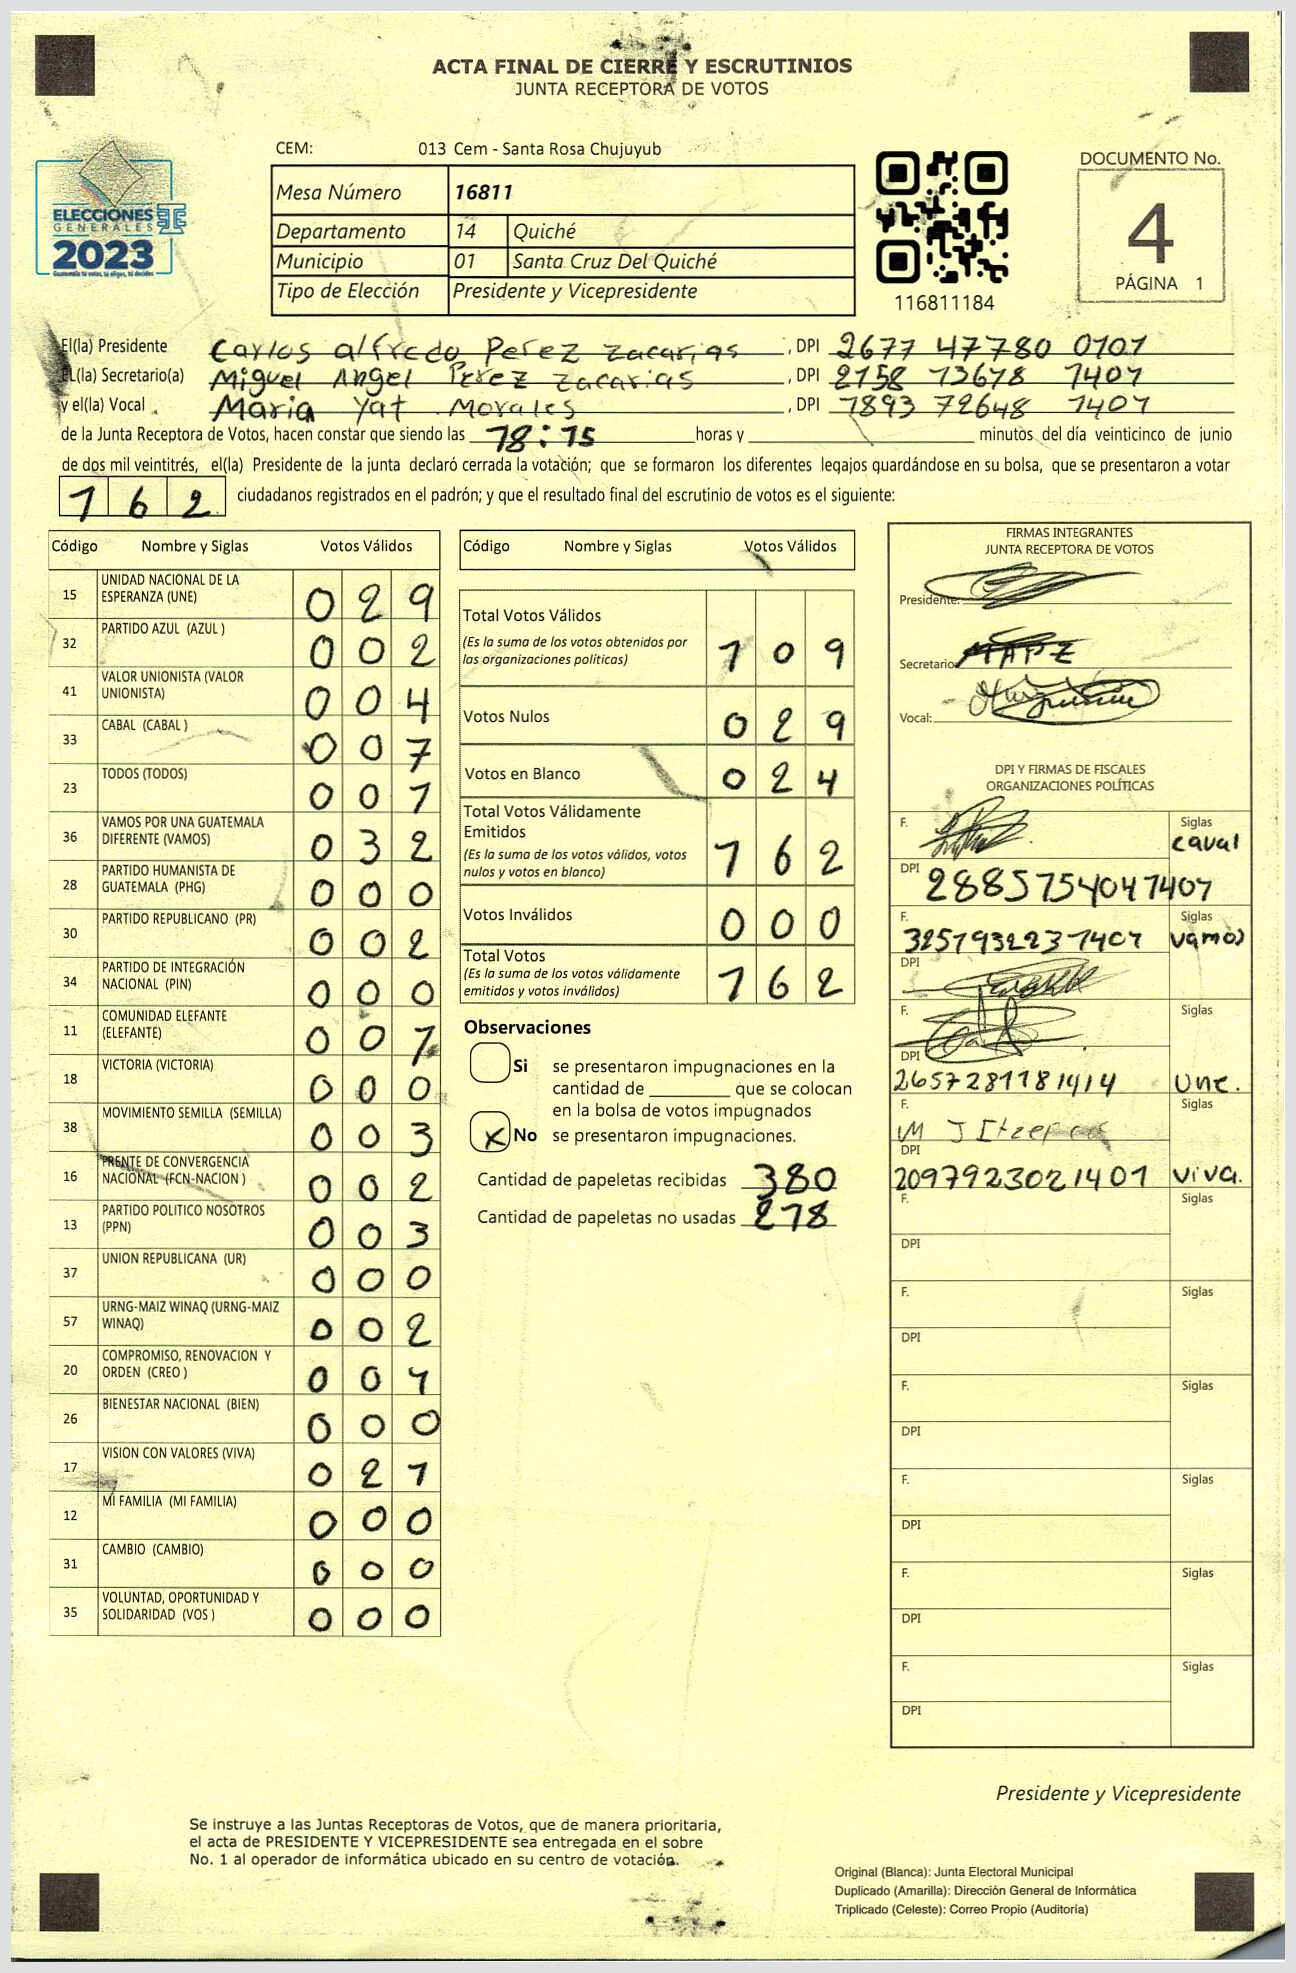 ACTA FINAL DE CIERRE Y ESCRUTINIOS
JUNTA RECEPTORA DE VOTOS
ELECCIONES
GENERALES
2023
Guatemala tú votas, tú eliges, tú decides
CEM: 013 Cem - Santa Rosa Chujuyub
Mesa Número 16811
Departamento 14 Quiché
Municipio 01 Santa Cruz Del Quiché
Tipo de Elección Presidente y Vicepresidente
116811184
DOCUMENTO No.
4
PÁGINA 1
El(la) Presidente Carlos alfredo Perez zacarias, DPI 2677 47780 0101
EL(la) Secretario(a) Miguel Angel Perez zacarias, DPI 2158 13678 1401
y el(la) Vocal Maria Yat Morales, DPI 1893 72648 1401
de la Junta Receptora de Votos, hacen constar que siendo las 18:15 horas y ____ minutos del día veinticinco de junio
de dos mil veintitrés, el(la) Presidente de la junta declaró cerrada la votación; que se formaron los diferentes legajos guardándose en su bolsa, que se presentaron a votar
162 ciudadanos registrados en el padrón; y que el resultado final del escrutinio de votos es el siguiente:
Código Nombre y Siglas Votos Válidos
15 UNIDAD NACIONAL DE LA ESPERANZA (UNE) 029
32 PARTIDO AZUL (AZUL ) 002
41 VALOR UNIONISTA (VALOR UNIONISTA) 004
33 CABAL (CABAL ) 007
23 TODOS (TODOS) 001
36 VAMOS POR UNA GUATEMALA DIFERENTE (VAMOS) 032
28 PARTIDO HUMANISTA DE GUATEMALA (PHG) 000
30 PARTIDO REPUBLICANO (PR) 002
34 PARTIDO DE INTEGRACIÓN NACIONAL (PIN) 000
11 COMUNIDAD ELEFANTE (ELEFANTE) 001
18 VICTORIA (VICTORIA) 000
38 MOVIMIENTO SEMILLA (SEMILLA) 003
16 FRENTE DE CONVERGENCIA NACIONAL (FCN-NACION ) 002
13 PARTIDO POLITICO NOSOTROS (PPN) 003
37 UNION REPUBLICANA (UR) 000
57 URNG-MAIZ WINAQ (URNG-MAIZ WINAQ) 002
20 COMPROMISO, RENOVACION Y ORDEN (CREO ) 001
26 BIENESTAR NACIONAL (BIEN) 000
17 VISION CON VALORES (VIVA) 021
12 MI FAMILIA (MI FAMILIA) 000
31 CAMBIO (CAMBIO) 000
35 VOLUNTAD, OPORTUNIDAD Y SOLIDARIDAD (VOS ) 000
Código Nombre y Siglas Votos Válidos
Total Votos Válidos 109
(Es la suma de los votos obtenidos por
las organizaciones políticas)
Votos Nulos 029
Votos en Blanco 024
Total Votos Válidamente
Emitidos 162
(Es la suma de los votos válidos, votos
nulos y votos en blanco)
Votos Inválidos 000
Total Votos 162
(Es la suma de los votos válidamente
emitidos y votos inválidos)
Observaciones
Si se presentaron impugnaciones en la
cantidad de ________ que se colocan
en la bolsa de votos impugnados
X No se presentaron impugnaciones.
Cantidad de papeletas recibidas 380
Cantidad de papeletas no usadas 218
FIRMAS INTEGRANTES
JUNTA RECEPTORA DE VOTOS
Presidente:
Secretario: MAPZ
Vocal:
DPI Y FIRMAS DE FISCALES
ORGANIZACIONES POLÍTICAS
F. Siglas
caval
DPI 2885754041401
F. Siglas
3251932231401 vamos
DPI
F. Siglas
DPI
2657281181414 Une.
F. Siglas
DPI
2097923021401 viva.
F. Siglas
DPI
F. Siglas
DPI
F. Siglas
DPI
F. Siglas
DPI
F. Siglas
DPI
F. Siglas
DPI
Presidente y Vicepresidente
Se instruye a las Juntas Receptoras de Votos, que de manera prioritaria,
el acta de PRESIDENTE Y VICEPRESIDENTE sea entregada en el sobre
No. 1 al operador de informática ubicado en su centro de votación.
Original (Blanca): Junta Electoral Municipal
Duplicado (Amarilla): Dirección General de Informática
Triplicado (Celeste): Correo Propio (Auditoría)